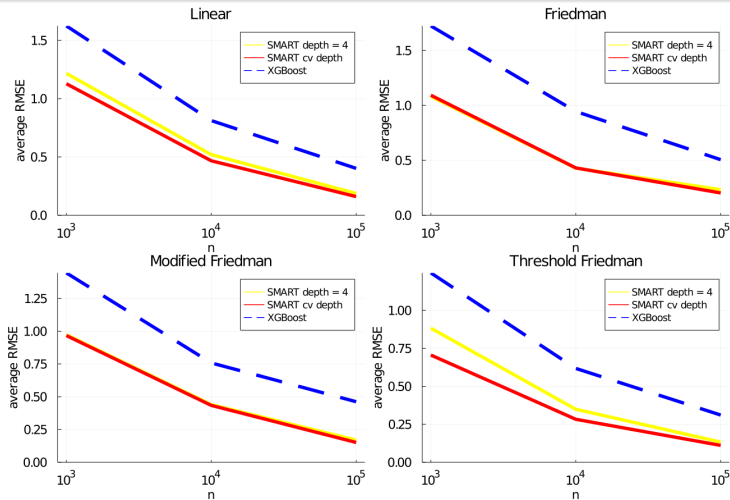 Linear
average RMSE
1.5
1.0
0.5
0.0
10³
10⁴
10⁵
n
SMART depth = 4
SMART cv depth
XGBoost
Friedman
average RMSE
1.5
1.0
0.5
0.0
10³
10⁴
10⁵
n
SMART depth = 4
SMART cv depth
XGBoost
Modified Friedman
average RMSE
1.25
1.00
0.75
0.50
0.25
0.00
10³
10⁴
10⁵
n
SMART depth = 4
SMART cv depth
XGBoost
Threshold Friedman
average RMSE
1.00
0.75
0.50
0.25
0.00
10³
10⁴
10⁵
n
SMART depth = 4
SMART cv depth
XGBoost